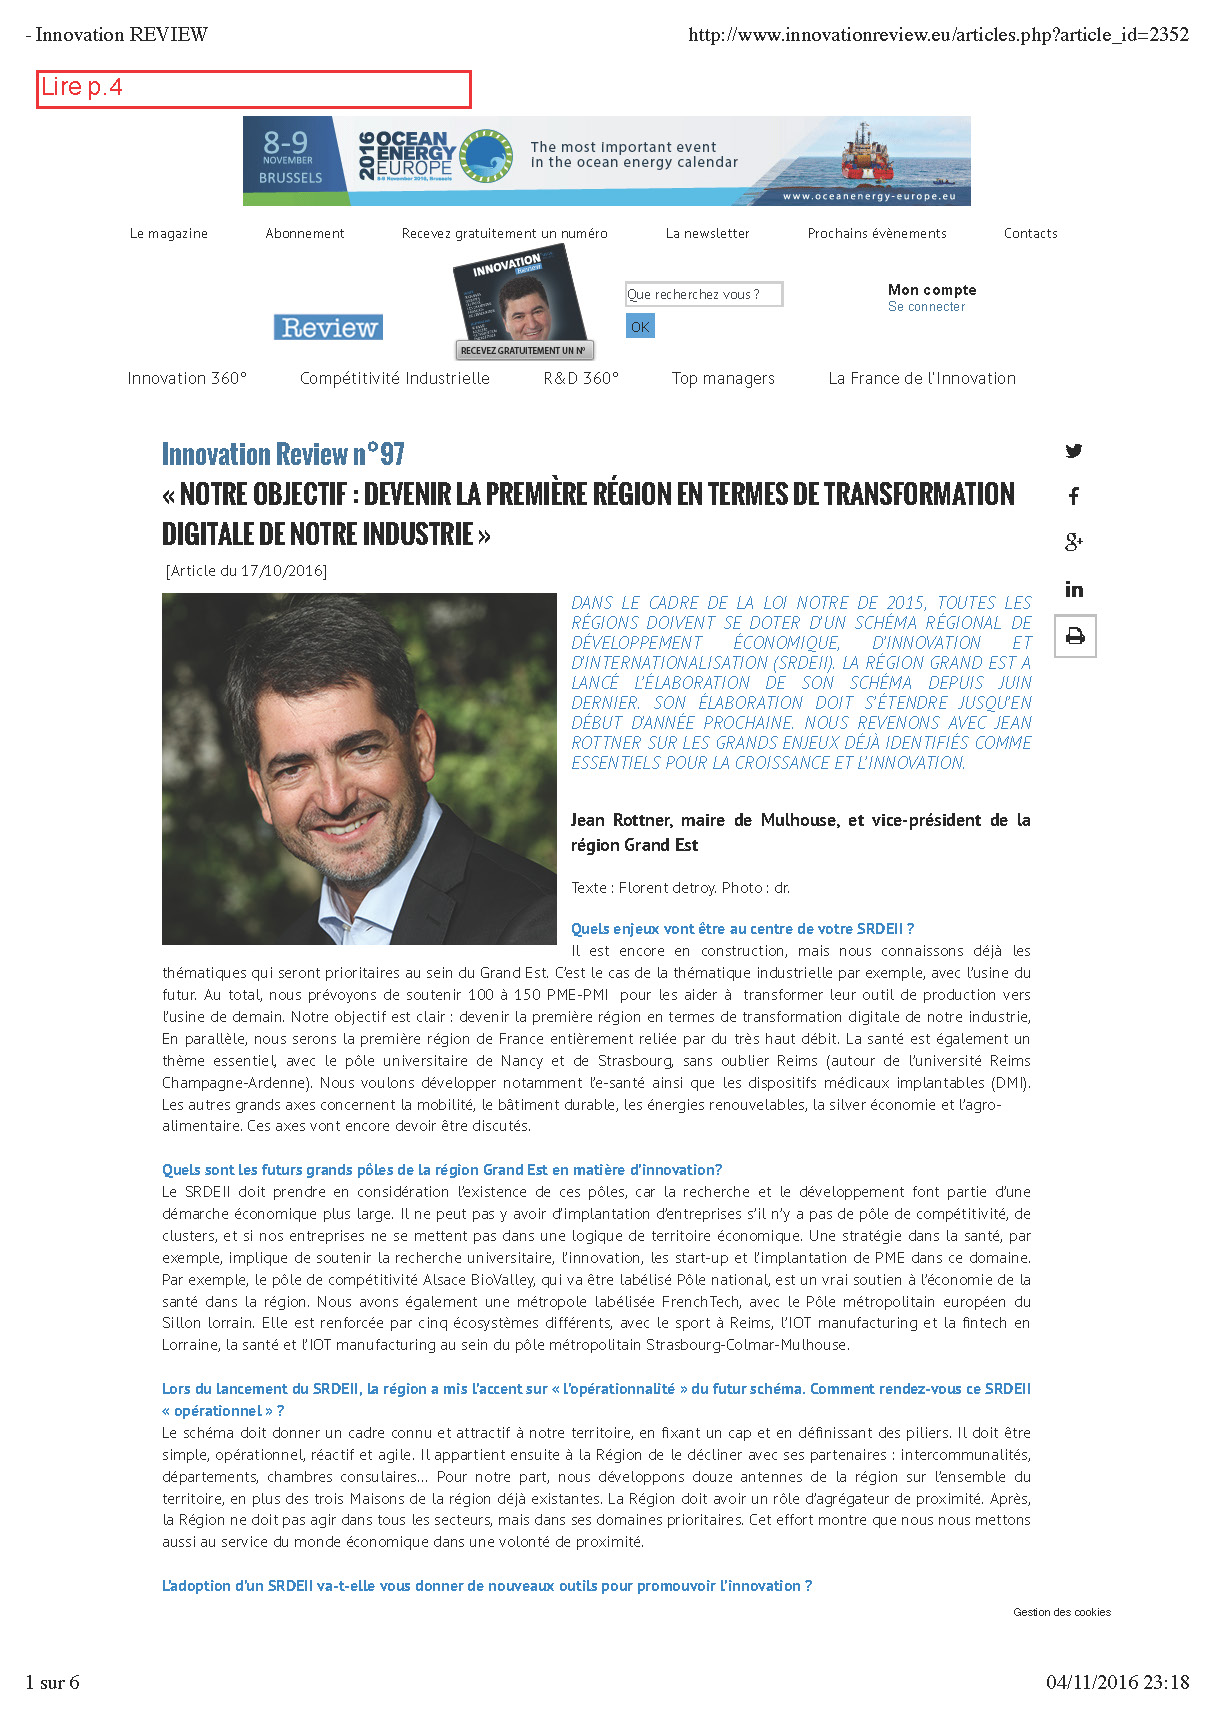 - Innovation REVIEW
http://www.innovationreview.eu/articles.php?article_id=2352
Lire p.4
8-9
NOVEMBER
BRUSSELS
2016
OCEAN
ENERGY
EUROPE
8-9 November 2016, Brussels
The most important event
in the ocean energy calendar
www.oceanenergy-europe.eu
Le magazine
Abonnement
Recevez gratuitement un numéro
La newsletter
Prochains évènements
Contacts
Review
INNOVATION
Review
RECEVEZ GRATUITEMENT UN N°
Que recherchez vous ?
OK
Mon compte
Se connecter
Innovation 360°
Compétitivité Industrielle
R&D 360°
Top managers
La France de l'Innovation
Innovation Review n°97
« NOTRE OBJECTIF : DEVENIR LA PREMIÈRE RÉGION EN TERMES DE TRANSFORMATION
DIGITALE DE NOTRE INDUSTRIE »
[Article du 17/10/2016]
DANS LE CADRE DE LA LOI NOTRE DE 2015, TOUTES LES
RÉGIONS DOIVENT SE DOTER D'UN SCHÉMA RÉGIONAL DE
DÉVELOPPEMENT ÉCONOMIQUE, D'INNOVATION ET
D'INTERNATIONALISATION (SRDEII). LA RÉGION GRAND EST A
LANCÉ L'ÉLABORATION DE SON SCHÉMA DEPUIS JUIN
DERNIER. SON ÉLABORATION DOIT S'ÉTENDRE JUSQU'EN
DÉBUT D'ANNÉE PROCHAINE. NOUS REVENONS AVEC JEAN
ROTTNER SUR LES GRANDS ENJEUX DÉJÀ IDENTIFIÉS COMME
ESSENTIELS POUR LA CROISSANCE ET L'INNOVATION.
Jean Rottner, maire de Mulhouse, et vice-président de la
région Grand Est
Texte : Florent detroy. Photo : dr.
Quels enjeux vont être au centre de votre SRDEII ?
Il est encore en construction, mais nous connaissons déjà les
thématiques qui seront prioritaires au sein du Grand Est. C'est le cas de la thématique industrielle par exemple, avec l'usine du
futur. Au total, nous prévoyons de soutenir 100 à 150 PME-PMI pour les aider à transformer leur outil de production vers
l'usine de demain. Notre objectif est clair : devenir la première région en termes de transformation digitale de notre industrie,
En parallèle, nous serons la première région de France entièrement reliée par du très haut débit. La santé est également un
thème essentiel, avec le pôle universitaire de Nancy et de Strasbourg, sans oublier Reims (autour de l'université Reims
Champagne-Ardenne). Nous voulons développer notamment l'e-santé ainsi que les dispositifs médicaux implantables (DMI).
Les autres grands axes concernent la mobilité, le bâtiment durable, les énergies renouvelables, la silver économie et l'agro-
alimentaire. Ces axes vont encore devoir être discutés.
Quels sont les futurs grands pôles de la région Grand Est en matière d'innovation?
Le SRDEII doit prendre en considération l'existence de ces pôles, car la recherche et le développement font partie d'une
démarche économique plus large. Il ne peut pas y avoir d'implantation d'entreprises s'il n'y a pas de pôle de compétitivité, de
clusters, et si nos entreprises ne se mettent pas dans une logique de territoire économique. Une stratégie dans la santé, par
exemple, implique de soutenir la recherche universitaire, l'innovation, les start-up et l'implantation de PME dans ce domaine.
Par exemple, le pôle de compétitivité Alsace BioValley, qui va être labélisé Pôle national, est un vrai soutien à l'économie de la
santé dans la région. Nous avons également une métropole labélisée FrenchTech, avec le Pôle métropolitain européen du
Sillon lorrain. Elle est renforcée par cinq écosystèmes différents, avec le sport à Reims, l'IOT manufacturing et la fintech en
Lorraine, la santé et l'IOT manufacturing au sein du pôle métropolitain Strasbourg-Colmar-Mulhouse.
Lors du lancement du SRDEII, la région a mis l'accent sur « l'opérationnalité » du futur schéma. Comment rendez-vous ce SRDEII
« opérationnel » ?
Le schéma doit donner un cadre connu et attractif à notre territoire, en fixant un cap et en définissant des piliers. Il doit être
simple, opérationnel, réactif et agile. Il appartient ensuite à la Région de le décliner avec ses partenaires : intercommunalités,
départements, chambres consulaires... Pour notre part, nous développons douze antennes de la région sur l'ensemble du
territoire, en plus des trois Maisons de la région déjà existantes. La Région doit avoir un rôle d'agrégateur de proximité. Après,
la Région ne doit pas agir dans tous les secteurs, mais dans ses domaines prioritaires. Cet effort montre que nous nous mettons
aussi au service du monde économique dans une volonté de proximité.
L'adoption d'un SRDEII va-t-elle vous donner de nouveaux outils pour promouvoir l'innovation ?
Gestion des cookies
1 sur 6
04/11/2016 23:18